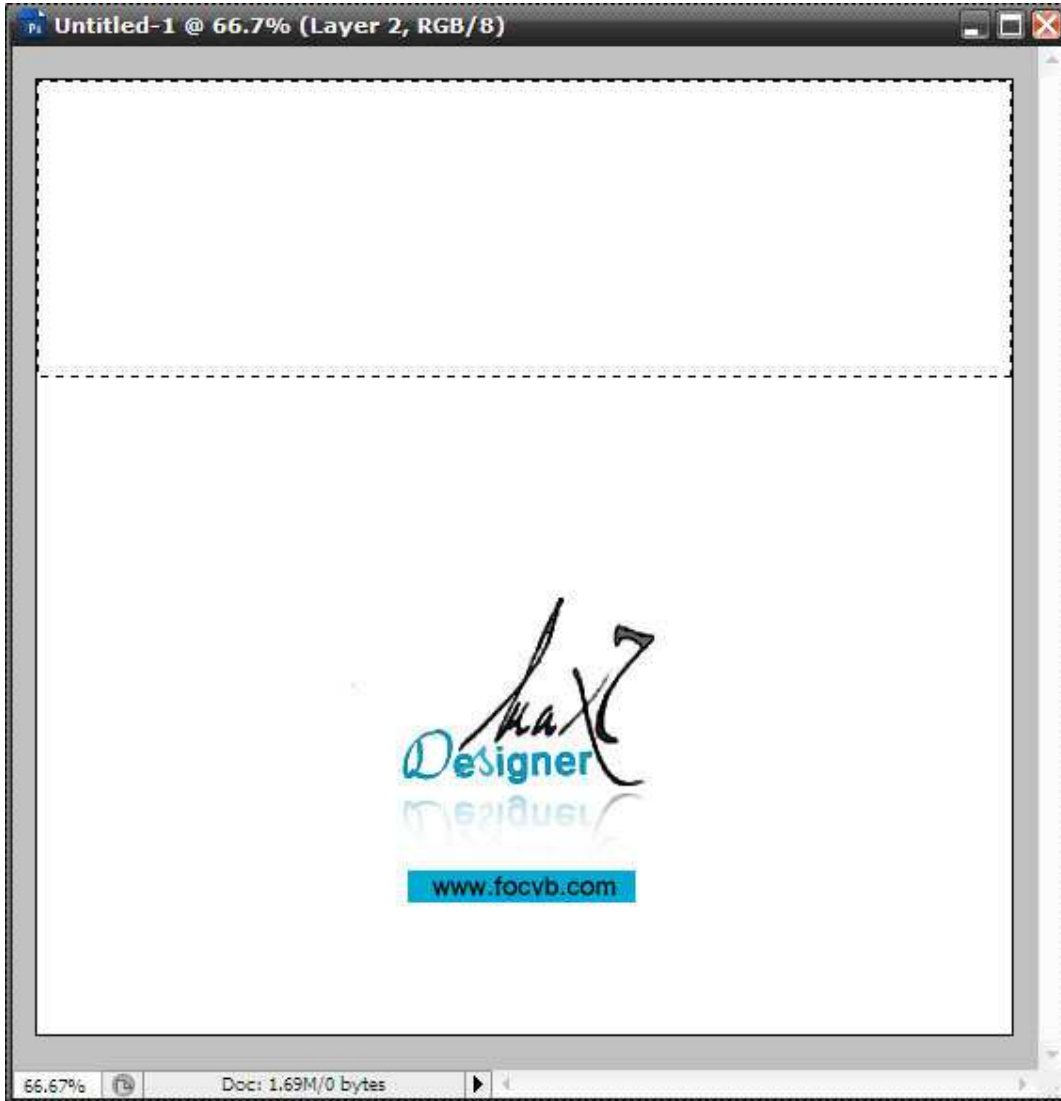 Ps Untitled-1 @ 66.7% (Layer 2, RGB/8)
max7
Designer
www.focvb.com
66.67% Doc: 1.69M/0 bytes